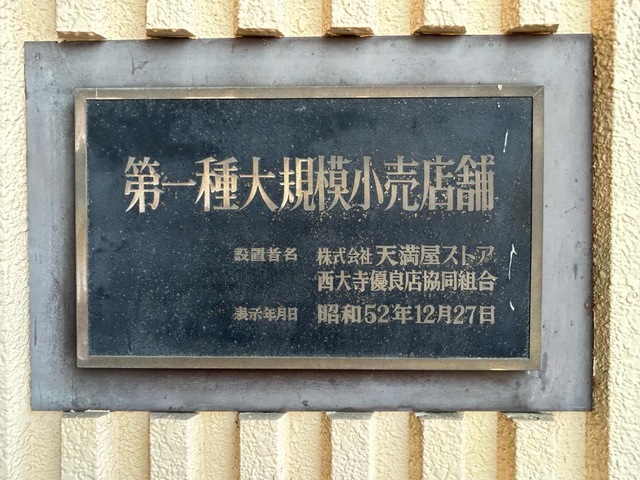 第一種大規模小売店舗
設置者名 株式会社 天満屋ストア
西大寺優良店協同組合
表示年月日 昭和52年12月27日